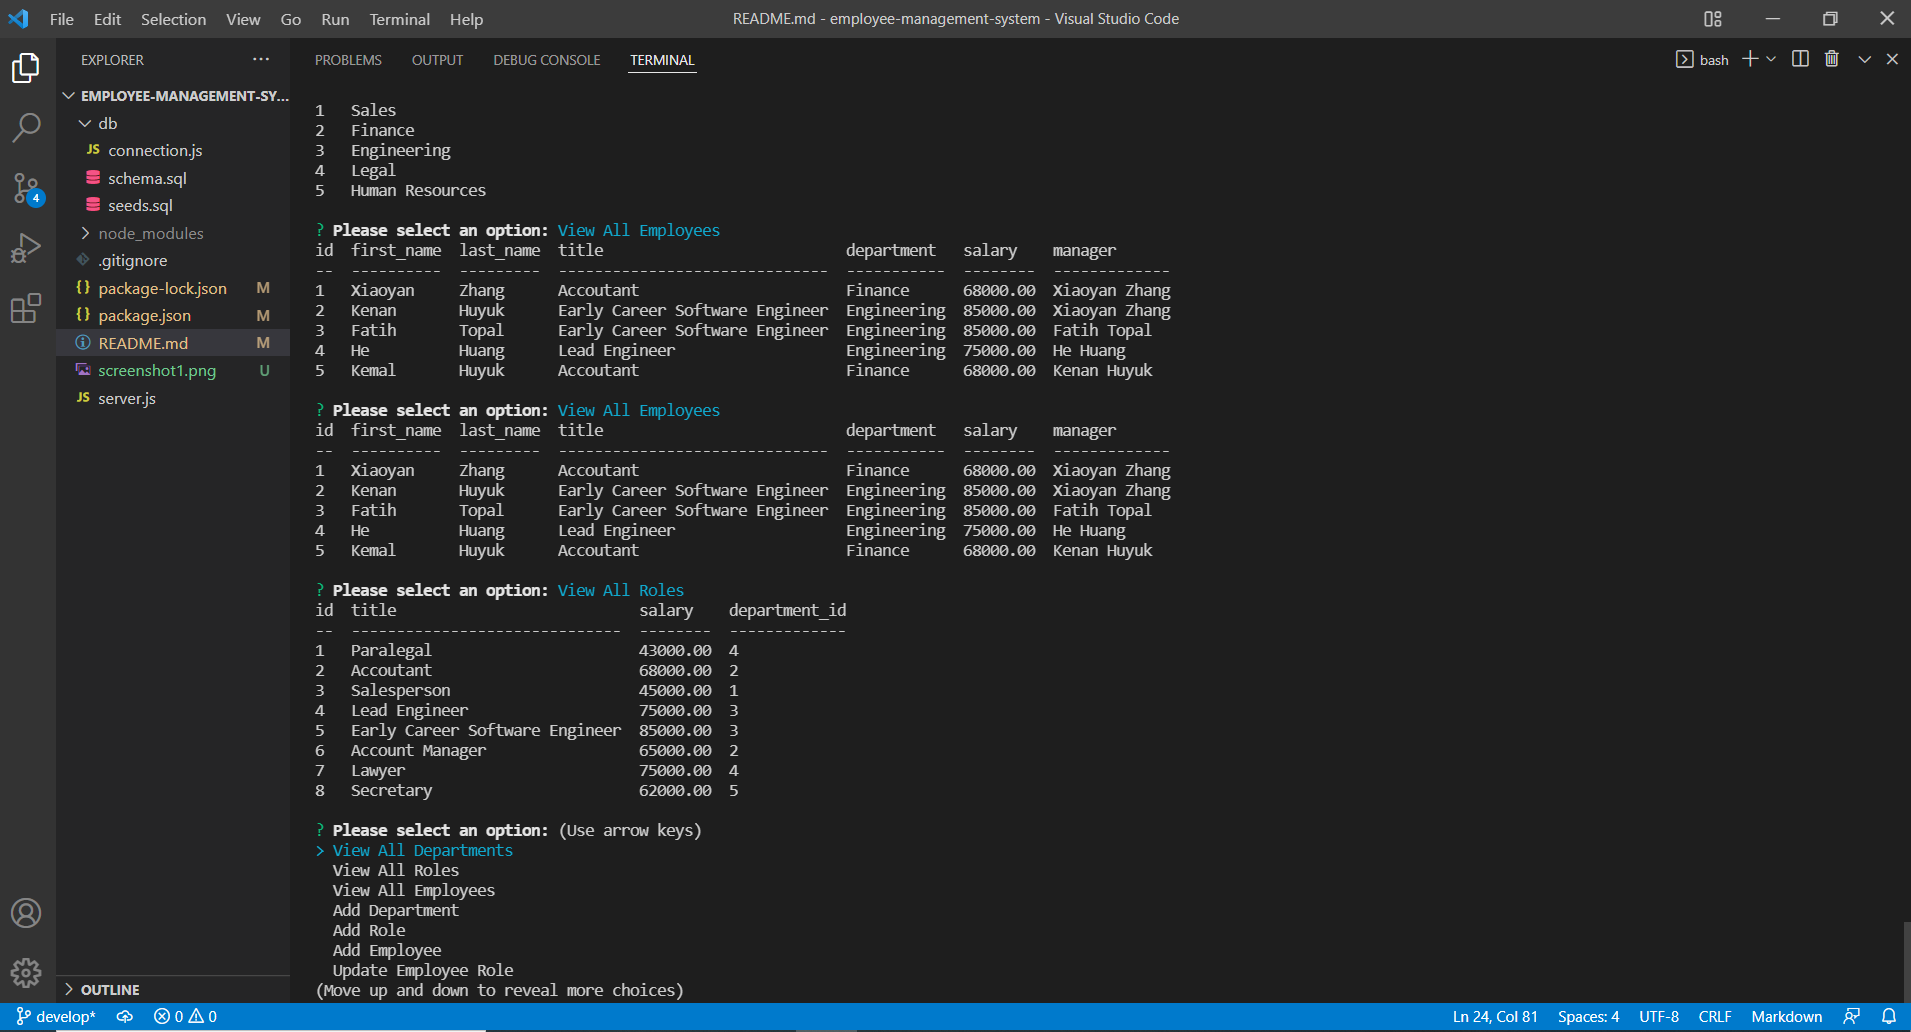 File Edit Selection View Go Run Terminal Help
README.md - employee-management-system - Visual Studio Code
EXPLORER ...
EMPLOYEE-MANAGEMENT-SY...
db
JS connection.js
schema.sql
seeds.sql
node_modules
.gitignore
{} package-lock.json M
{} package.json M
README.md M
screenshot1.png U
JS server.js
OUTLINE
4
PROBLEMS OUTPUT DEBUG CONSOLE TERMINAL
bash
1 Sales
2 Finance
3 Engineering
4 Legal
5 Human Resources
? Please select an option: View All Employees
id first_name last_name title department salary manager
-- ---------- --------- ------------------------------ ----------- -------- -------------
1 Xiaoyan Zhang Accoutant Finance 68000.00 Xiaoyan Zhang
2 Kenan Huyuk Early Career Software Engineer Engineering 85000.00 Xiaoyan Zhang
3 Fatih Topal Early Career Software Engineer Engineering 85000.00 Fatih Topal
4 He Huang Lead Engineer Engineering 75000.00 He Huang
5 Kemal Huyuk Accoutant Finance 68000.00 Kenan Huyuk
? Please select an option: View All Employees
id first_name last_name title department salary manager
-- ---------- --------- ------------------------------ ----------- -------- -------------
1 Xiaoyan Zhang Accoutant Finance 68000.00 Xiaoyan Zhang
2 Kenan Huyuk Early Career Software Engineer Engineering 85000.00 Xiaoyan Zhang
3 Fatih Topal Early Career Software Engineer Engineering 85000.00 Fatih Topal
4 He Huang Lead Engineer Engineering 75000.00 He Huang
5 Kemal Huyuk Accoutant Finance 68000.00 Kenan Huyuk
? Please select an option: View All Roles
id title salary department_id
-- ------------------------------ -------- -------------
1 Paralegal 43000.00 4
2 Accoutant 68000.00 2
3 Salesperson 45000.00 1
4 Lead Engineer 75000.00 3
5 Early Career Software Engineer 85000.00 3
6 Account Manager 65000.00 2
7 Lawyer 75000.00 4
8 Secretary 62000.00 5
? Please select an option: (Use arrow keys)
> View All Departments
View All Roles
View All Employees
Add Department
Add Role
Add Employee
Update Employee Role
(Move up and down to reveal more choices)
develop* 0 0
Ln 24, Col 81 Spaces: 4 UTF-8 CRLF Markdown